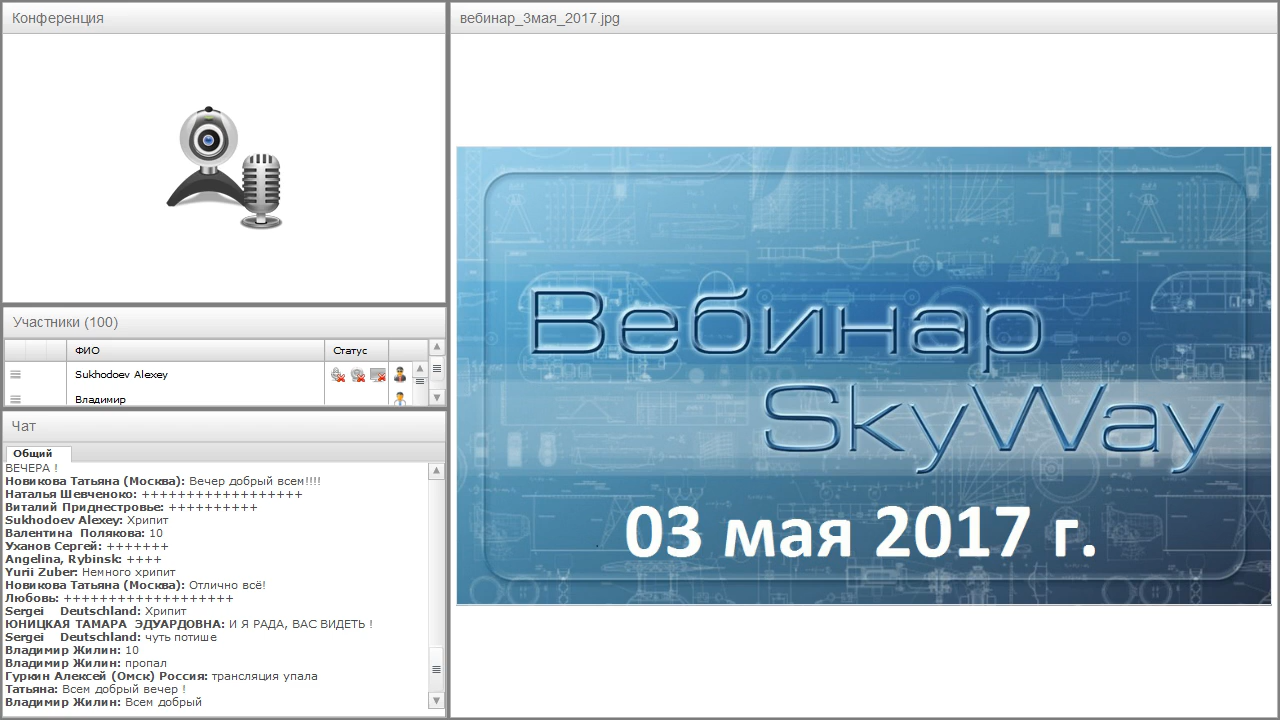 Конференция
вебинар_3мая_2017.jpg
Вебинар
SkyWay
03 мая 2017 г.
Участники (100)
ФИО Статус
Sukhodoev Alexey
Владимир
Чат
Общий
ВЕЧЕРА !
Новикова Татьяна (Москва): Вечер добрый всем!!!!
Наталья Шевченоко: ++++++++++++++++++
Виталий Приднестровье: ++++++++++
Sukhodoev Alexey: Хрипит
Валентина Полякова: 10
Уханов Сергей: +++++++
Angelina, Rybinsk: ++++
Yurii Zuber: Немного хрипит
Новикова Татьяна (Москва): Отлично всё!
Любовь: +++++++++++++++++++
Sergei Deutschland: Хрипит
ЮНИЦКАЯ ТАМАРА ЭДУАРДОВНА: И Я РАДА, ВАС ВИДЕТЬ !
Sergei Deutschland: чуть потише
Владимир Жилин: 10
Владимир Жилин: пропал
Гуркин Алексей (Омск) Россия: трансляция упала
Татьяна: Всем добрый вечер !
Владимир Жилин: Всем добрый